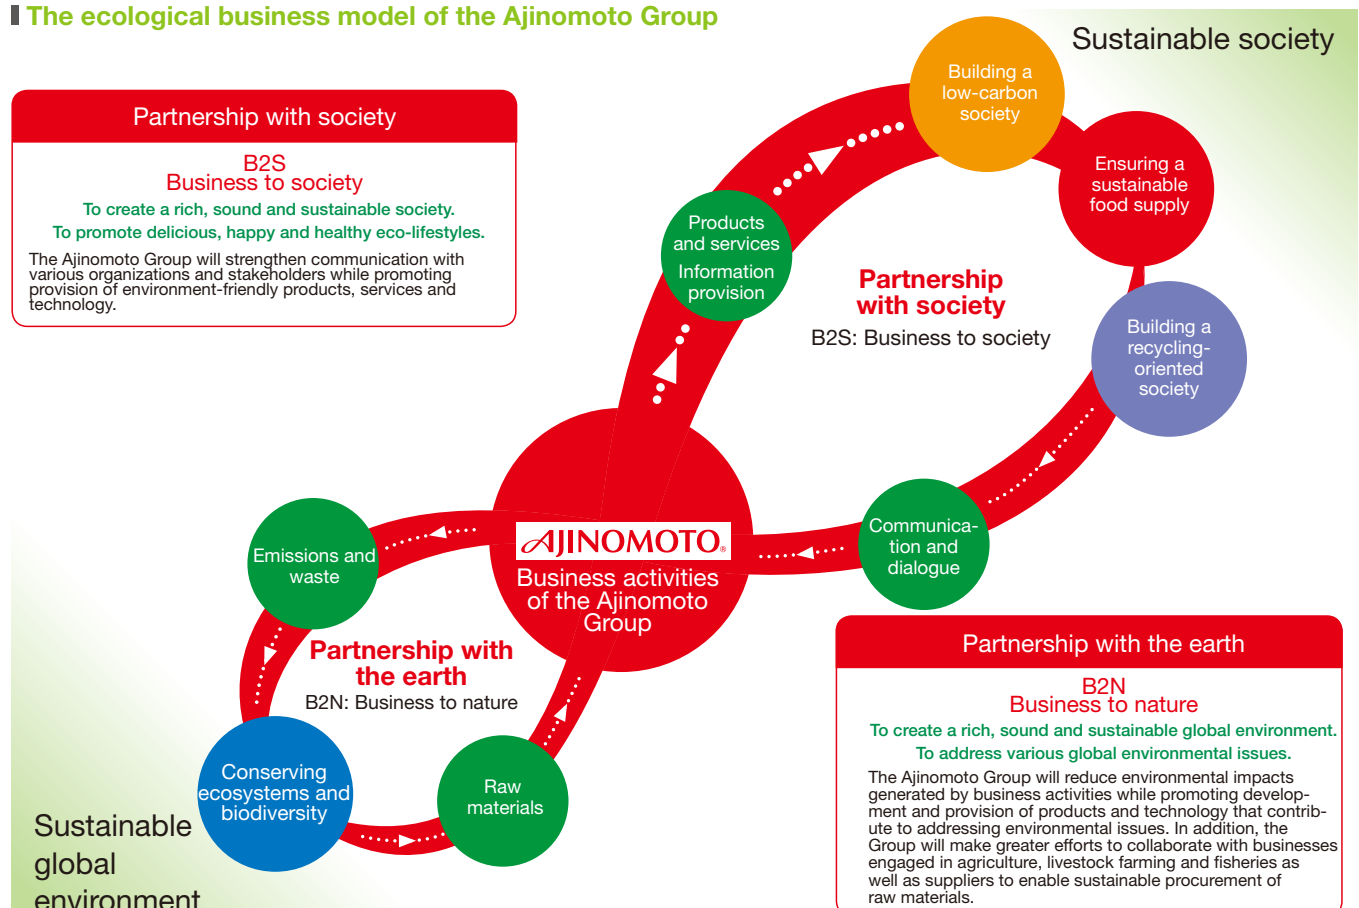 The ecological business model of the Ajinomoto Group
Sustainable society
Partnership with society
B2S
Business to society
To create a rich, sound and sustainable society.
To promote delicious, happy and healthy eco-lifestyles.
The Ajinomoto Group will strengthen communication with
various organizations and stakeholders while promoting
provision of environment-friendly products, services and
technology.
Building a
low-carbon
society
Ensuring a
sustainable
food supply
Products
and services
Information
provision
Partnership
with society
B2S: Business to society
Building a
recycling-
oriented
society
Communica-
tion and
dialogue
AJINOMOTO®
Business activities
of the Ajinomoto
Group
Emissions and
waste
Partnership with
the earth
B2N: Business to nature
Conserving
ecosystems and
biodiversity
Raw
materials
Sustainable
global
environment
Partnership with the earth
B2N
Business to nature
To create a rich, sound and sustainable global environment.
To address various global environmental issues.
The Ajinomoto Group will reduce environmental impacts
generated by business activities while promoting develop-
ment and provision of products and technology that contrib-
ute to addressing environmental issues. In addition, the
Group will make greater efforts to collaborate with businesses
engaged in agriculture, livestock farming and fisheries as
well as suppliers to enable sustainable procurement of
raw materials.